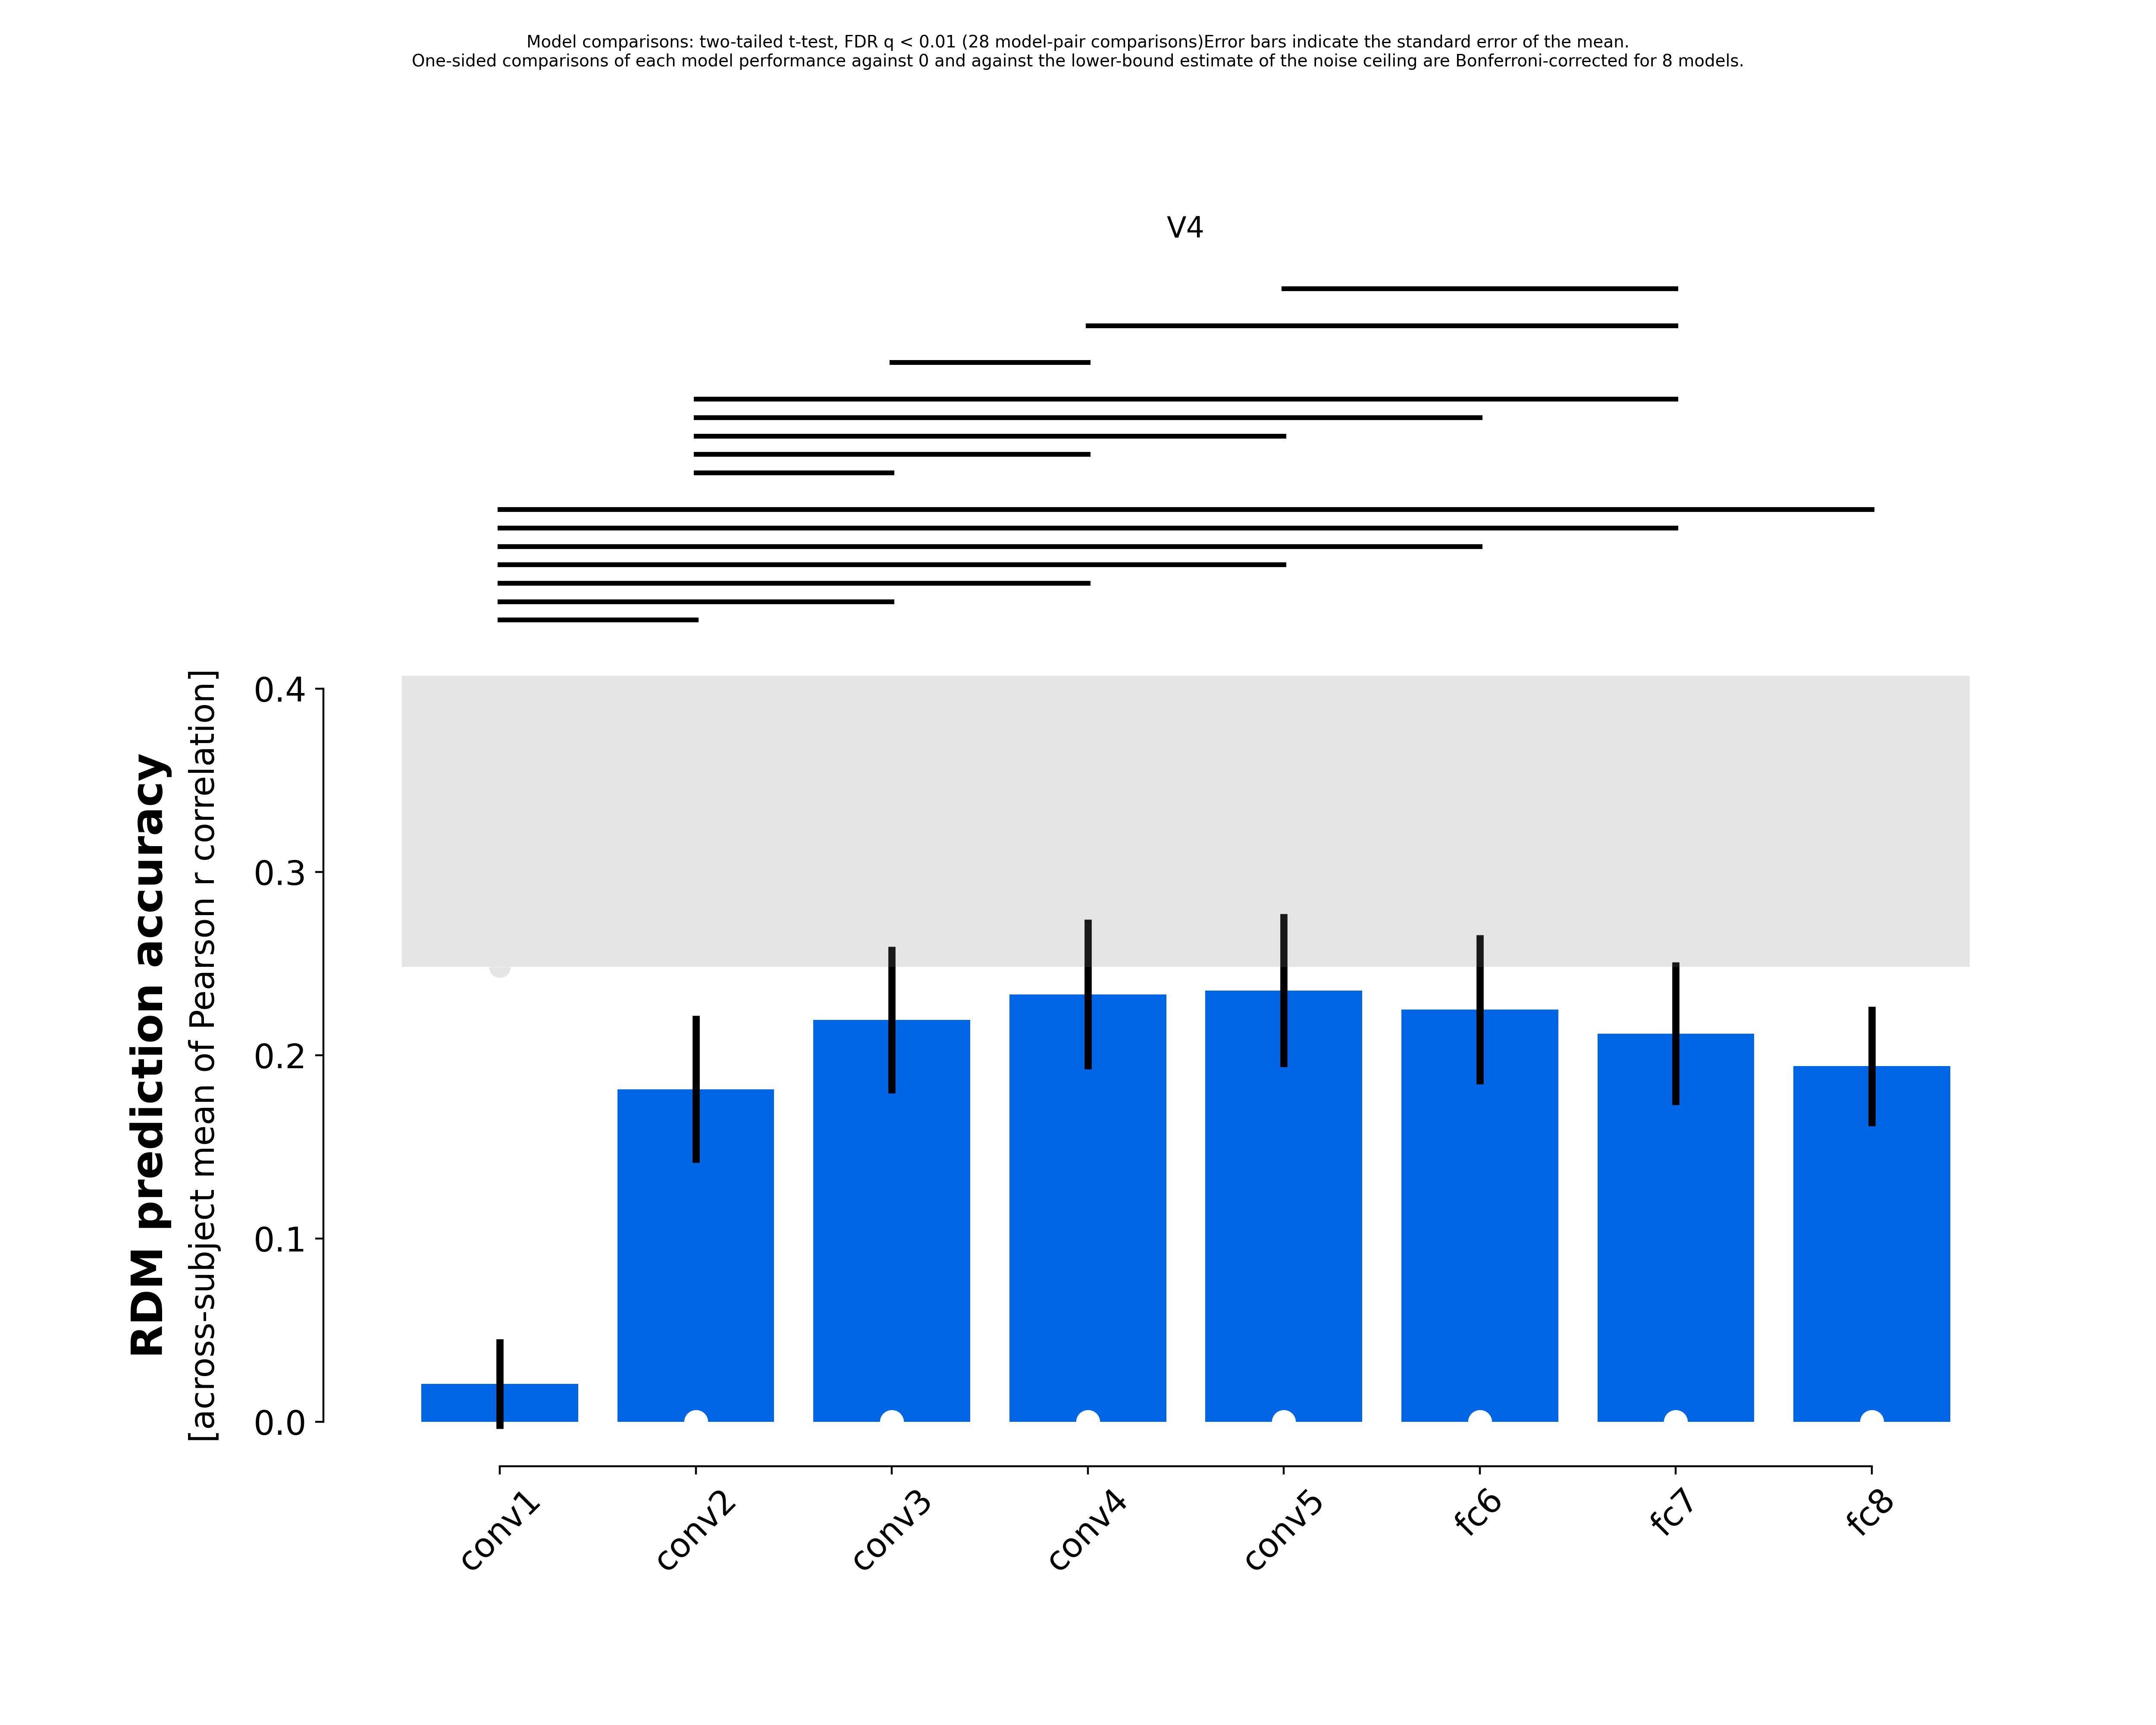 Model comparisons: two-tailed t-test, FDR q < 0.01 (28 model-pair comparisons)Error bars indicate the standard error of the mean.
One-sided comparisons of each model performance against 0 and against the lower-bound estimate of the noise ceiling are Bonferroni-corrected for 8 models.
V4
RDM prediction accuracy
[across-subject mean of Pearson r correlation]
0.4
0.3
0.2
0.1
0.0
conv1
conv2
conv3
conv4
conv5
fc6
fc7
fc8